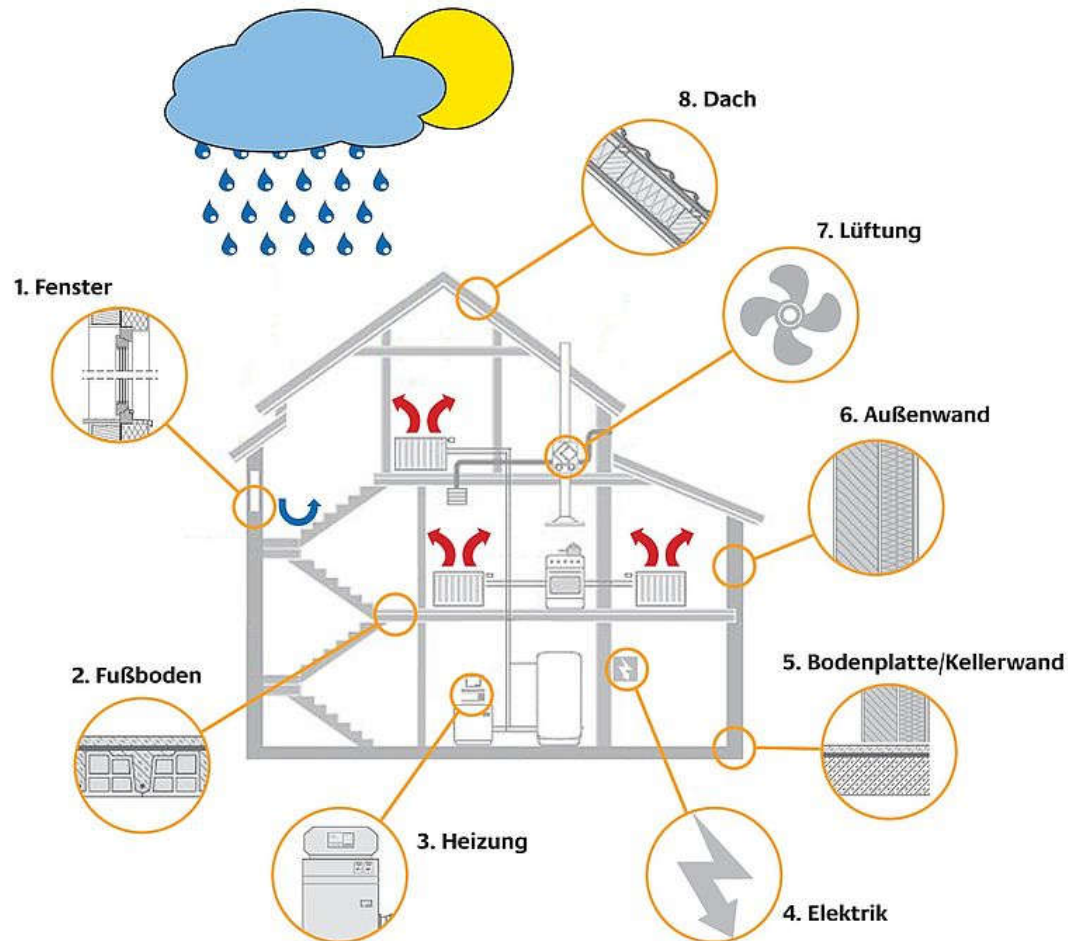 1. Fenster
2. Fußboden
3. Heizung
4. Elektrik
5. Bodenplatte/Kellerwand
6. Außenwand
7. Lüftung
8. Dach